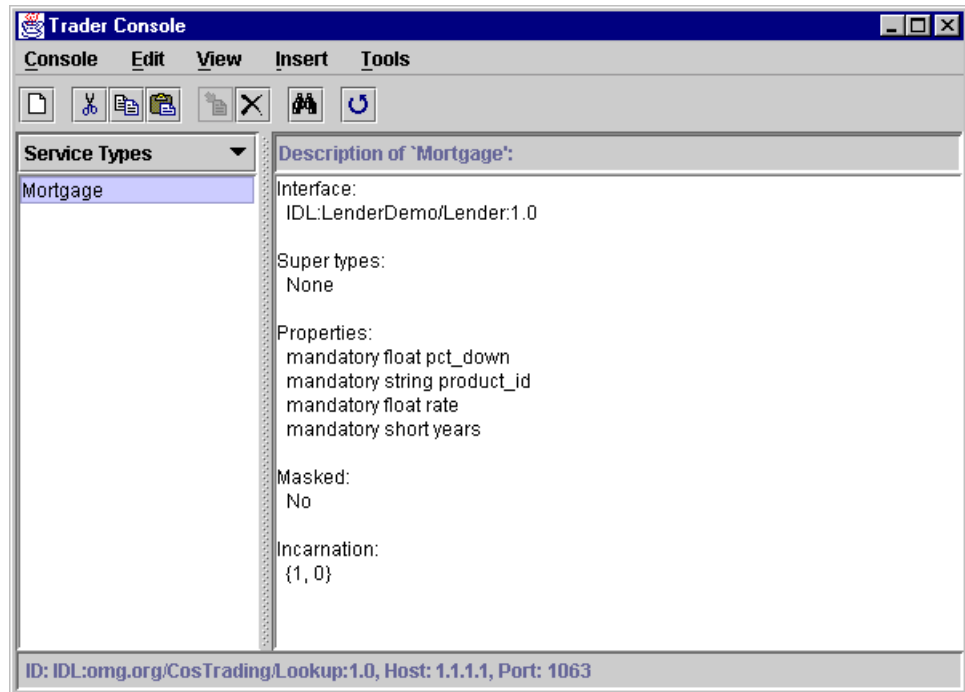 Trader Console
Console Edit View Insert Tools
Service Types
Description of `Mortgage':
Mortgage
Interface:
IDL:LenderDemo/Lender:1.0
Super types:
None
Properties:
mandatory float pct_down
mandatory string product_id
mandatory float rate
mandatory short years
Masked:
No
Incarnation:
{1, 0}
ID: IDL:omg.org/CosTrading/Lookup:1.0, Host: 1.1.1.1, Port: 1063